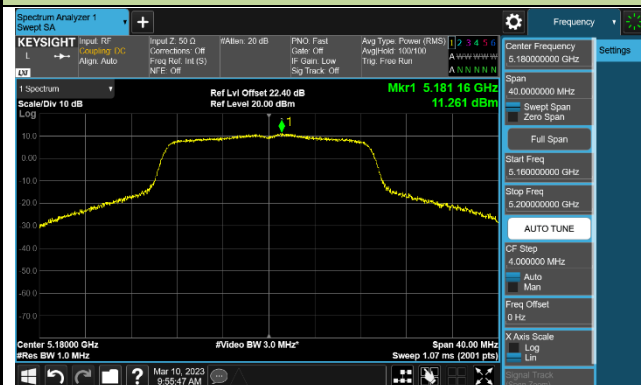 Spectrum Analyzer 1
Swept SA
Frequency
KEYSIGHT
Input: RF
Coupling: DC
Align: Auto
Input Z: 50 Ω
Corrections: Off
Freq Ref: Int (S)
NFE: Off
#Atten: 20 dB
PNO: Fast
Gate: Off
IF Gain: Low
Sig Track: Off
Avg Type: Power (RMS)
Avg|Hold: 100/100
Trig: Free Run
1 2 3 4 5 6
A W W W W W
A N N N N N
L
LXI
1 Spectrum
Scale/Div 10 dB
Log
Ref Lvl Offset 22.40 dB
Ref Level 20.00 dBm
Mkr1 5.181 16 GHz
11.261 dBm
1
10.0
0.00
-10.0
-20.0
-30.0
-40.0
-50.0
-60.0
-70.0
Center 5.18000 GHz
#Res BW 1.0 MHz
#Video BW 3.0 MHz*
Span 40.00 MHz
Sweep 1.07 ms (2001 pts)
Mar 10, 2023
9:55:47 AM
Center Frequency
5.180000000 GHz
Settings
Span
40.0000000 MHz
Swept Span
Zero Span
Full Span
Start Freq
5.160000000 GHz
Stop Freq
5.200000000 GHz
AUTO TUNE
CF Step
4.000000 MHz
Auto
Man
Freq Offset
0 Hz
X Axis Scale
Log
Lin
Signal Track
(Span Zoom)